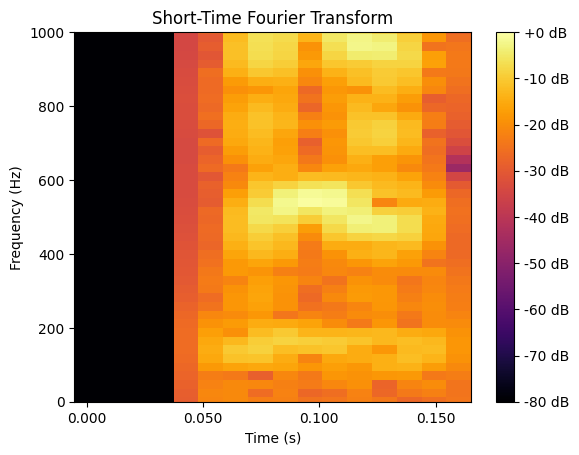 Short-Time Fourier Transform
1000
800
600
400
200
0
Frequency (Hz)
0.000
0.050
0.100
0.150
Time (s)
+0 dB
-10 dB
-20 dB
-30 dB
-40 dB
-50 dB
-60 dB
-70 dB
-80 dB